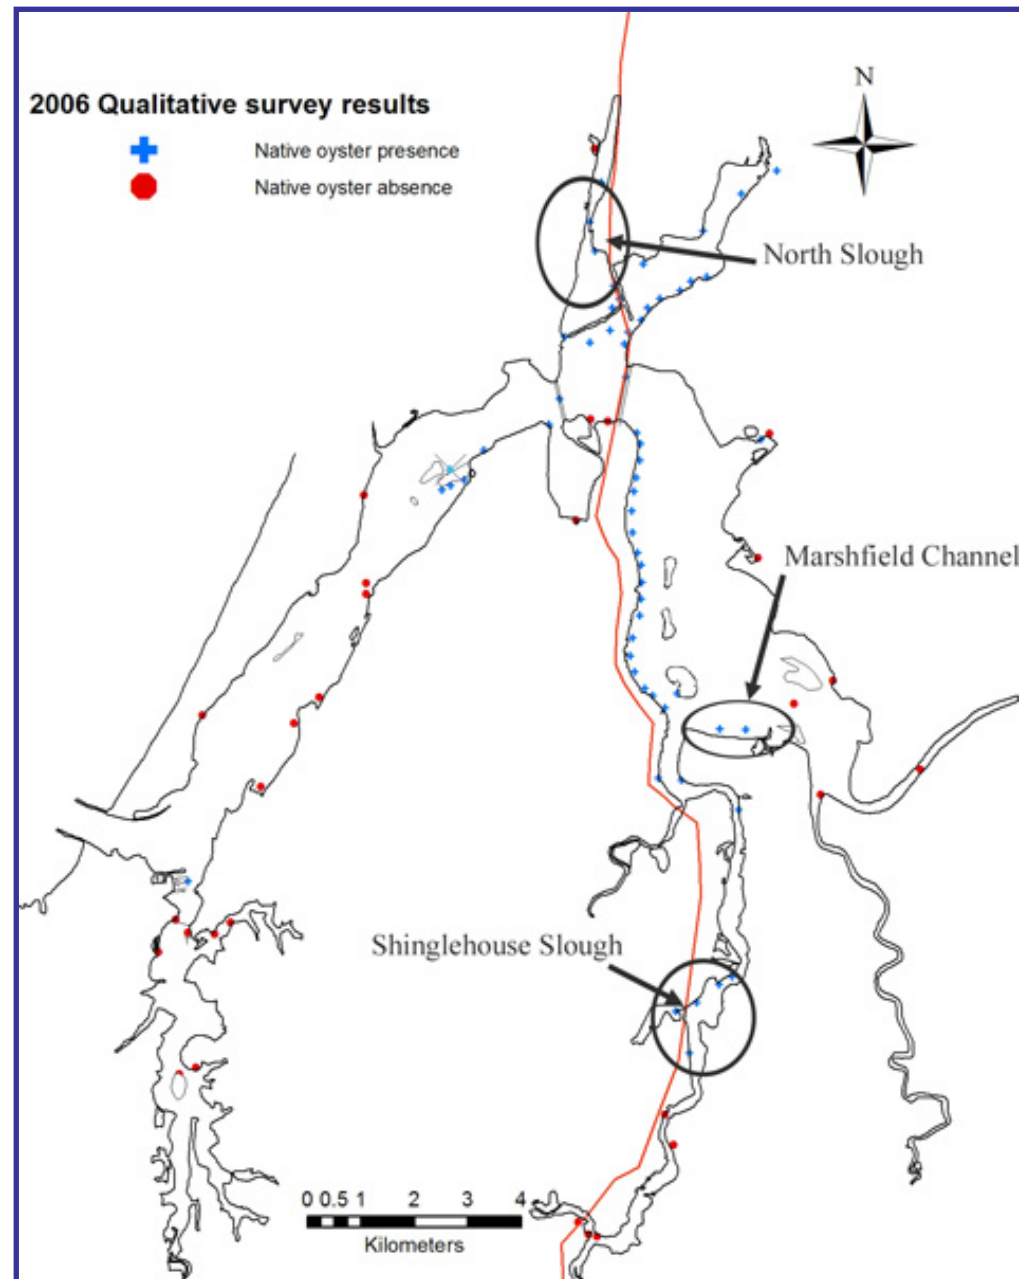 2006 Qualitative survey results
Native oyster presence
Native oyster absence
N
North Slough
Marshfield Channel
Shinglehouse Slough
0 0.5 1 2 3 4
Kilometers